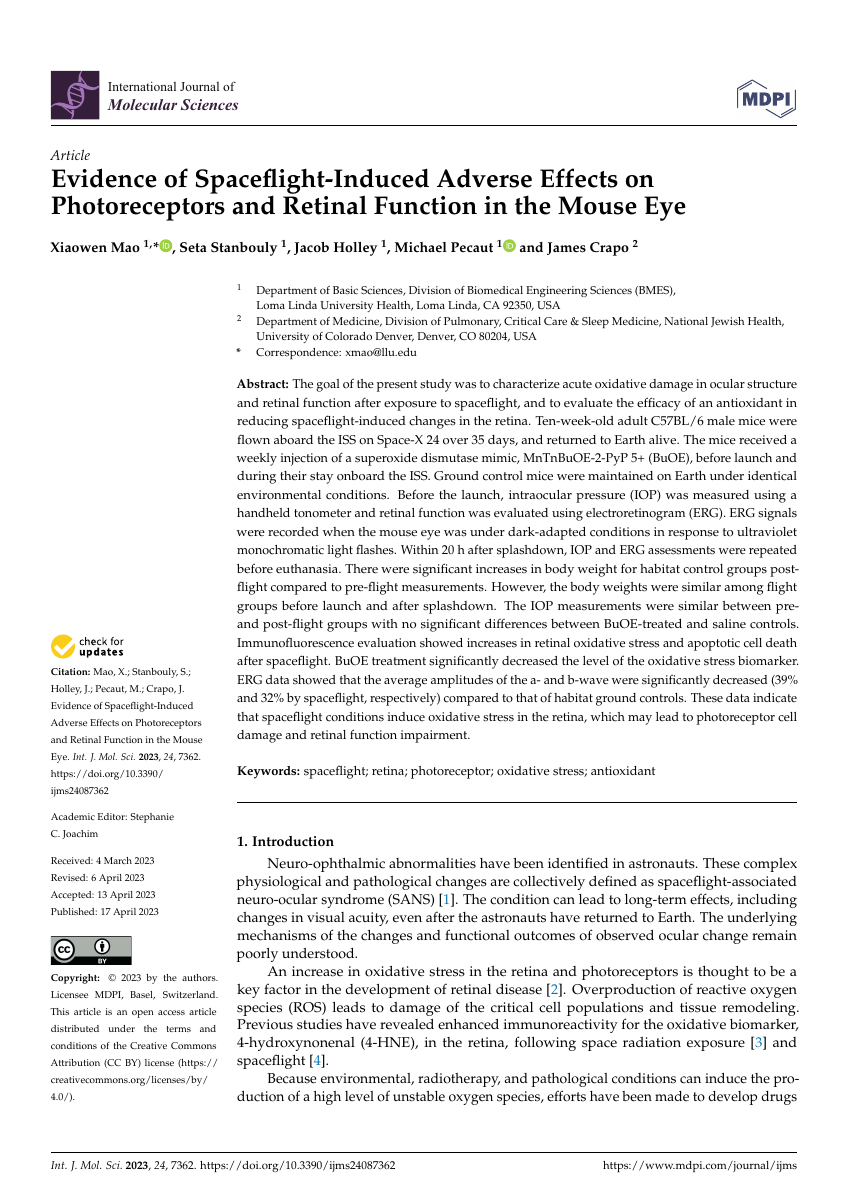 International Journal of
Molecular Sciences
MDPI
Article
Evidence of Spaceflight-Induced Adverse Effects on
Photoreceptors and Retinal Function in the Mouse Eye
Xiaowen Mao 1,* iD, Seta Stanbouly 1, Jacob Holley 1, Michael Pecaut 1 iD and James Crapo 2
1 Department of Basic Sciences, Division of Biomedical Engineering Sciences (BMES),
Loma Linda University Health, Loma Linda, CA 92350, USA
2 Department of Medicine, Division of Pulmonary, Critical Care & Sleep Medicine, National Jewish Health,
University of Colorado Denver, Denver, CO 80204, USA
* Correspondence: xmao@llu.edu
Abstract: The goal of the present study was to characterize acute oxidative damage in ocular structure
and retinal function after exposure to spaceflight, and to evaluate the efficacy of an antioxidant in
reducing spaceflight-induced changes in the retina. Ten-week-old adult C57BL/6 male mice were
flown aboard the ISS on Space-X 24 over 35 days, and returned to Earth alive. The mice received a
weekly injection of a superoxide dismutase mimic, MnTnBuOE-2-PyP 5+ (BuOE), before launch and
during their stay onboard the ISS. Ground control mice were maintained on Earth under identical
environmental conditions. Before the launch, intraocular pressure (IOP) was measured using a
handheld tonometer and retinal function was evaluated using electroretinogram (ERG). ERG signals
were recorded when the mouse eye was under dark-adapted conditions in response to ultraviolet
monochromatic light flashes. Within 20 h after splashdown, IOP and ERG assessments were repeated
before euthanasia. There were significant increases in body weight for habitat control groups post-
flight compared to pre-flight measurements. However, the body weights were similar among flight
groups before launch and after splashdown. The IOP measurements were similar between pre-
and post-flight groups with no significant differences between BuOE-treated and saline controls.
Immunofluorescence evaluation showed increases in retinal oxidative stress and apoptotic cell death
after spaceflight. BuOE treatment significantly decreased the level of the oxidative stress biomarker.
ERG data showed that the average amplitudes of the a- and b-wave were significantly decreased (39%
and 32% by spaceflight, respectively) compared to that of habitat ground controls. These data indicate
that spaceflight conditions induce oxidative stress in the retina, which may lead to photoreceptor cell
damage and retinal function impairment.
Keywords: spaceflight; retina; photoreceptor; oxidative stress; antioxidant
check for
updates
Citation: Mao, X.; Stanbouly, S.;
Holley, J.; Pecaut, M.; Crapo, J.
Evidence of Spaceflight-Induced
Adverse Effects on Photoreceptors
and Retinal Function in the Mouse
Eye. Int. J. Mol. Sci. 2023, 24, 7362.
https://doi.org/10.3390/
ijms24087362
Academic Editor: Stephanie
C. Joachim
Received: 4 March 2023
Revised: 6 April 2023
Accepted: 13 April 2023
Published: 17 April 2023
CC BY
Copyright: © 2023 by the authors.
Licensee MDPI, Basel, Switzerland.
This article is an open access article
distributed under the terms and
conditions of the Creative Commons
Attribution (CC BY) license (https://
creativecommons.org/licenses/by/
4.0/).
1. Introduction
Neuro-ophthalmic abnormalities have been identified in astronauts. These complex
physiological and pathological changes are collectively defined as spaceflight-associated
neuro-ocular syndrome (SANS) [1]. The condition can lead to long-term effects, including
changes in visual acuity, even after the astronauts have returned to Earth. The underlying
mechanisms of the changes and functional outcomes of observed ocular change remain
poorly understood.
An increase in oxidative stress in the retina and photoreceptors is thought to be a
key factor in the development of retinal disease [2]. Overproduction of reactive oxygen
species (ROS) leads to damage of the critical cell populations and tissue remodeling.
Previous studies have revealed enhanced immunoreactivity for the oxidative biomarker,
4-hydroxynonenal (4-HNE), in the retina, following space radiation exposure [3] and
spaceflight [4].
Because environmental, radiotherapy, and pathological conditions can induce the pro-
duction of a high level of unstable oxygen species, efforts have been made to develop drugs
Int. J. Mol. Sci. 2023, 24, 7362. https://doi.org/10.3390/ijms24087362
https://www.mdpi.com/journal/ijms